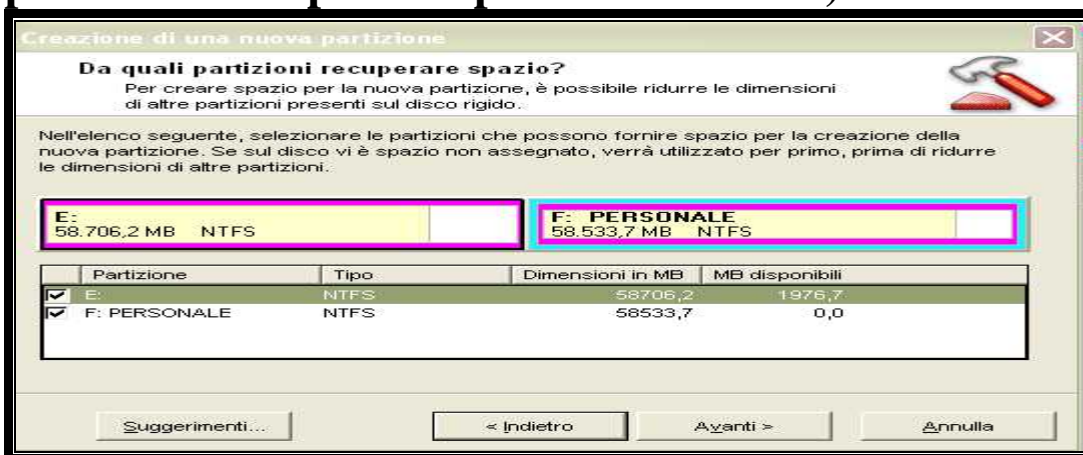 Creazione di una nuova partizione
Da quali partizioni recuperare spazio?
Per creare spazio per la nuova partizione, è possibile ridurre le dimensioni
di altre partizioni presenti sul disco rigido.
Nell'elenco seguente, selezionare le partizioni che possono fornire spazio per la creazione della
nuova partizione. Se sul disco vi è spazio non assegnato, verrà utilizzato per primo, prima di ridurre
le dimensioni di altre partizioni.
E: F: PERSONALE
58.706,2 MB NTFS 58.533,7 MB NTFS
Partizione Tipo Dimensioni in MB MB disponibili
E: NTFS 58706,2 1976,7
F: PERSONALE NTFS 58533,7 0,0
Suggerimenti... < Indietro Avanti > Annulla